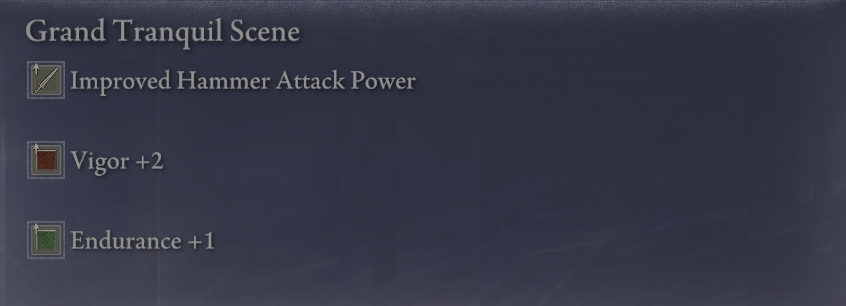 Grand Tranquil Scene
Improved Hammer Attack Power
Vigor +2
Endurance +1